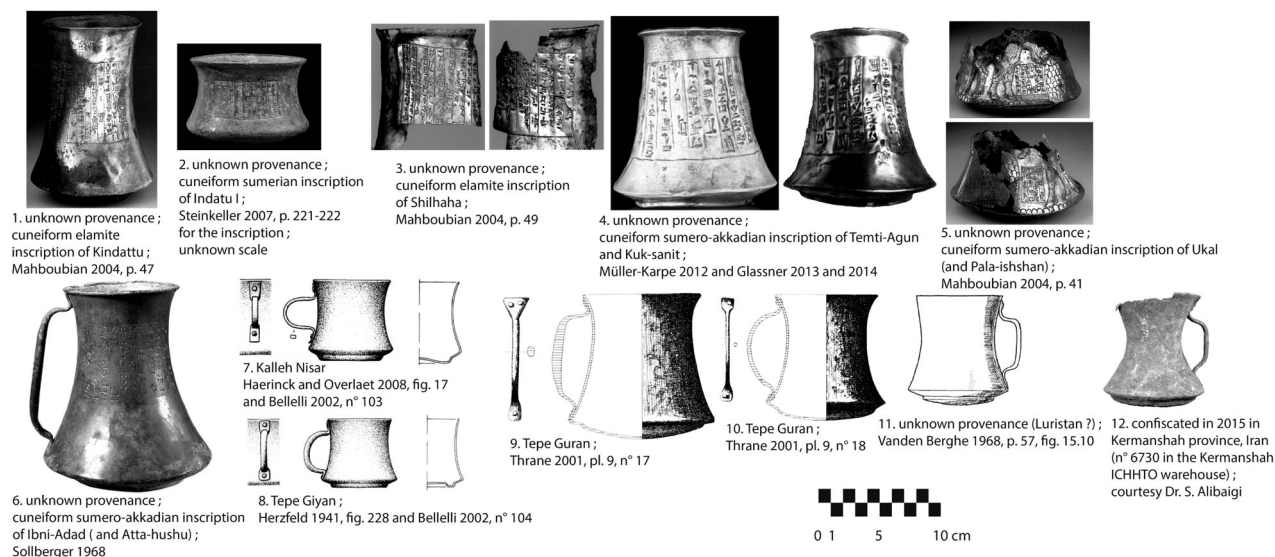 1. unknown provenance ;
cuneiform elamite
inscription of Kindattu ;
Mahboubian 2004, p. 47
2. unknown provenance ;
cuneiform sumerian inscription
of Indatu I ;
Steinkeller 2007, p. 221-222
for the inscription ;
unknown scale
3. unknown provenance ;
cuneiform elamite inscription
of Shilhaha ;
Mahboubian 2004, p. 49
4. unknown provenance ;
cuneiform sumero-akkadian inscription of Temti-Agun
and Kuk-sanit ;
Müller-Karpe 2012 and Glassner 2013 and 2014
5. unknown provenance ;
cuneiform sumero-akkadian inscription of Ukal
(and Pala-ishshan) ;
Mahboubian 2004, p. 41
6. unknown provenance ;
cuneiform sumero-akkadian inscription
of Ibni-Adad ( and Atta-hushu) ;
Sollberger 1968
7. Kalleh Nisar
Haerinck and Overlaet 2008, fig. 17
and Bellelli 2002, n° 103
8. Tepe Giyan ;
Herzfeld 1941, fig. 228 and Bellelli 2002, n° 104
9. Tepe Guran ;
Thrane 2001, pl. 9, n° 17
10. Tepe Guran ;
Thrane 2001, pl. 9, n° 18
11. unknown provenance (Luristan ?) ;
Vanden Berghe 1968, p. 57, fig. 15.10
12. confiscated in 2015 in
Kermanshah province, Iran
(n° 6730 in the Kermanshah
ICHHTO warehouse) ;
courtesy Dr. S. Alibaigi
0 1 5 10 cm